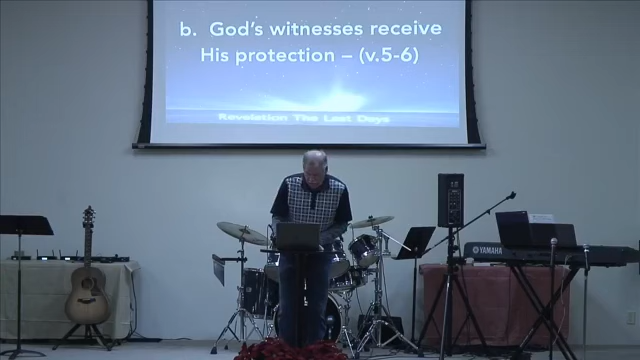 b. God's witnesses receive
His protection – (v.5-6)
Revelation The Last Days
YAMAHA